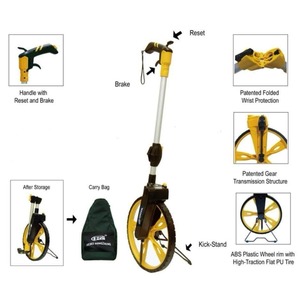 Reset
Brake
Handle with
Reset and Brake
Patented Folded
Wrist Protection
Patented Gear
Transmission Structure
After Storage
Carry Bag
Kick-Stand
ABS Plastic Wheel rim with
High-Traction Flat PU Tire